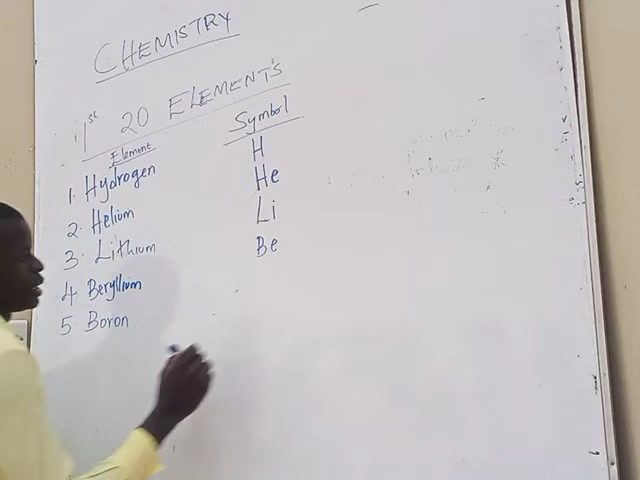 CHEMISTRY
1st 20 ELEMENTS
Element Symbol
1. Hydrogen H
2. Helium He
3. Lithium Li
4 Beryllium Be
5 Boron